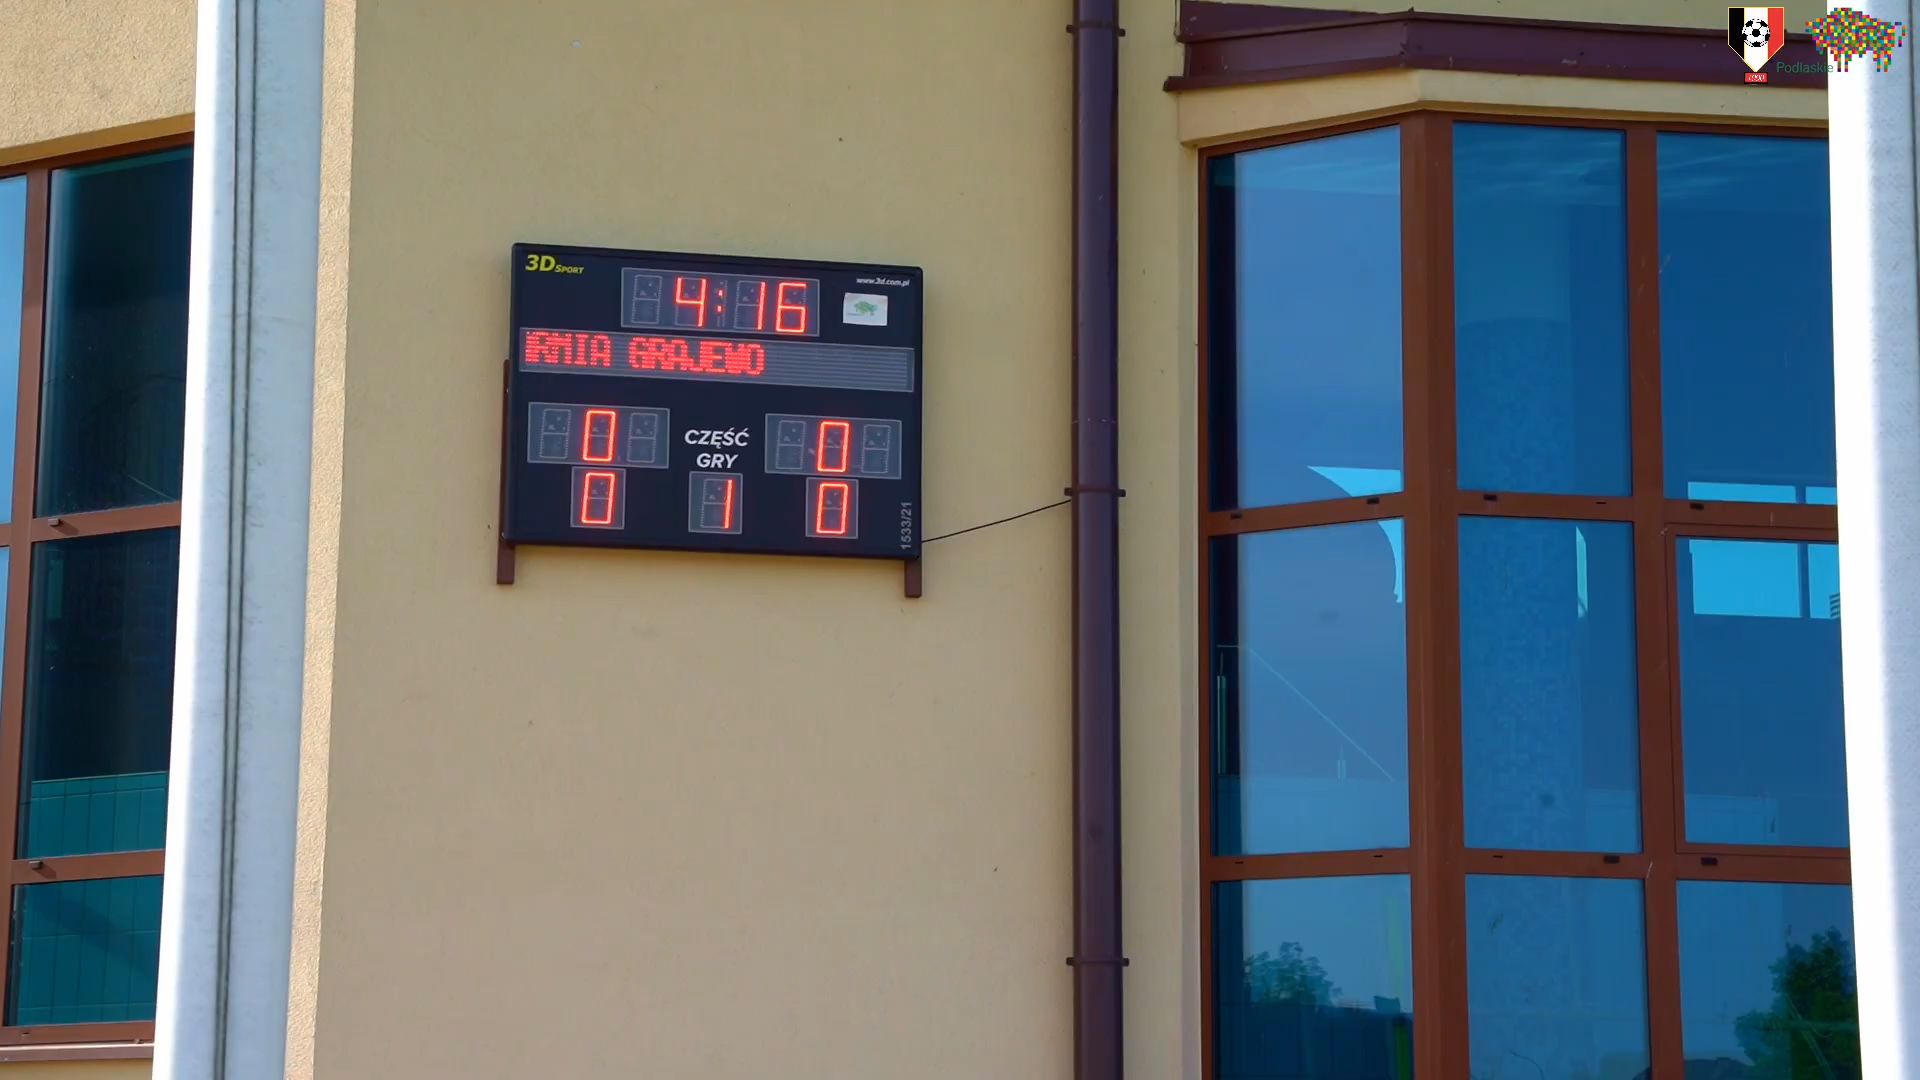 3D SPORT
www.3d.com.pl
4:16
RMIA GRAJEWO
0 0
CZĘŚĆ
GRY
0 1 0
1533/21
Podlaskie